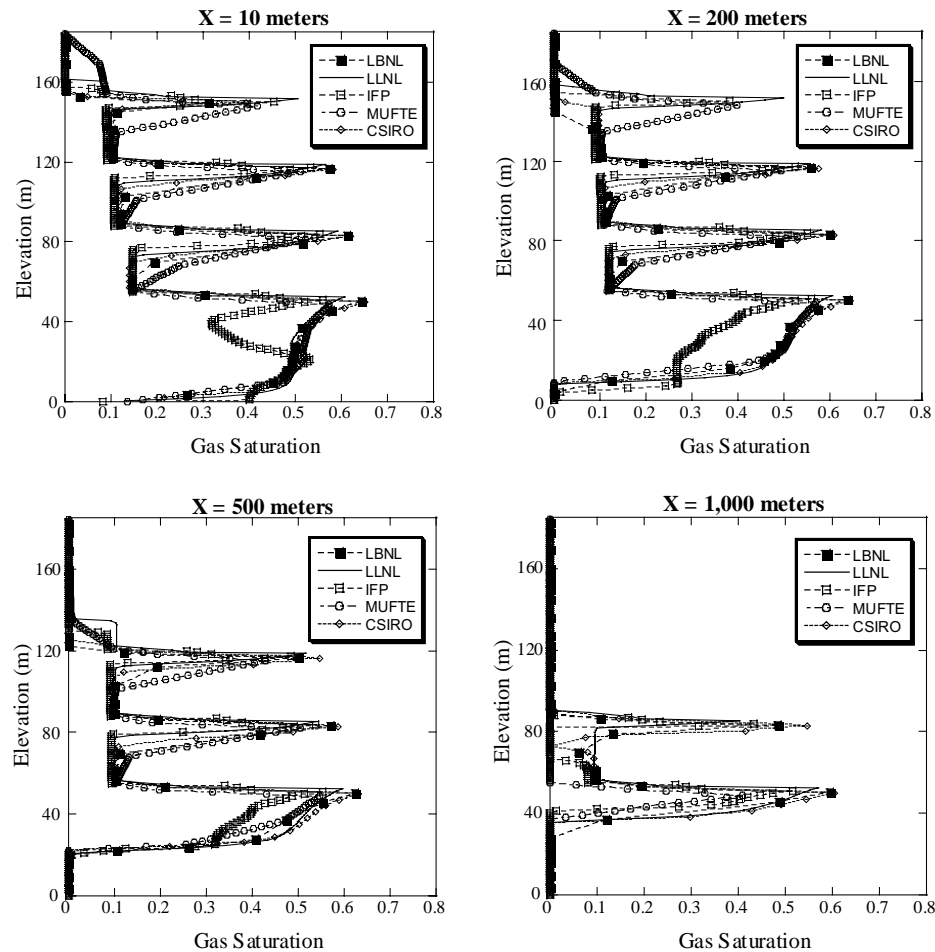 X = 10 meters
Elevation (m)
160
120
80
40
0
LBNL
LLNL
IFP
MUFTE
CSIRO
0 0.1 0.2 0.3 0.4 0.5 0.6 0.7 0.8
Gas Saturation
X = 200 meters
Elevation (m)
160
120
80
40
0
LBNL
LLNL
IFP
MUFTE
CSIRO
0 0.1 0.2 0.3 0.4 0.5 0.6 0.7 0.8
Gas Saturation
X = 500 meters
Elevation (m)
160
120
80
40
0
LBNL
LLNL
IFP
MUFTE
CSIRO
0 0.1 0.2 0.3 0.4 0.5 0.6 0.7 0.8
Gas Saturation
X = 1,000 meters
Elevation (m)
160
120
80
40
0
LBNL
LLNL
IFP
MUFTE
CSIRO
0 0.1 0.2 0.3 0.4 0.5 0.6 0.7 0.8
Gas Saturation